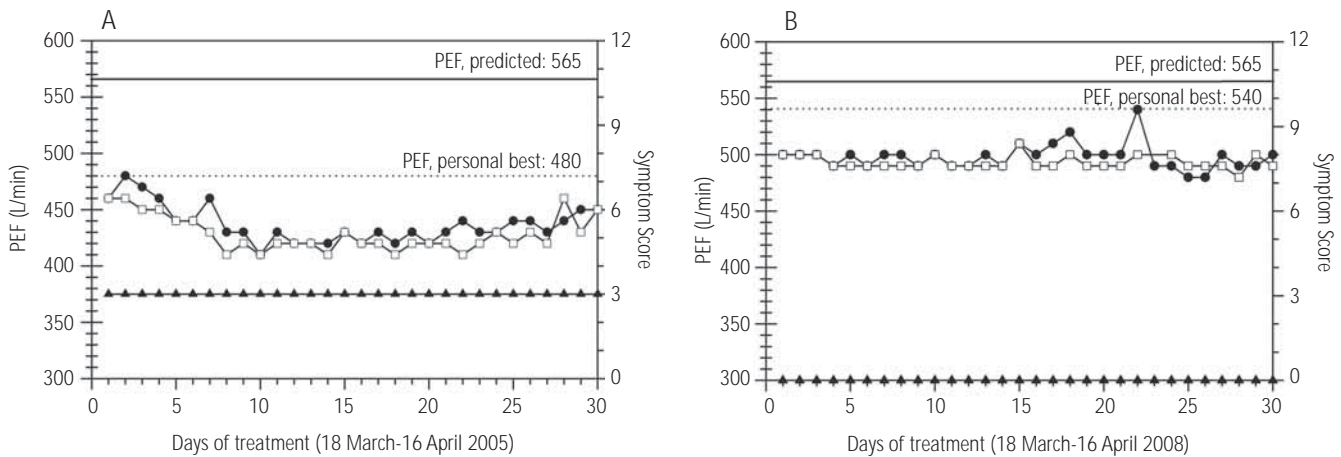 A
600
550
500
450
400
350
300
PEF (L/min)
12
9
6
3
0
Symptom Score
PEF, predicted: 565
PEF, personal best: 480
0 5 10 15 20 25 30
Days of treatment (18 March-16 April 2005)
B
600
550
500
450
400
350
300
PEF (L/min)
12
9
6
3
0
Symptom Score
PEF, predicted: 565
PEF, personal best: 540
0 5 10 15 20 25 30
Days of treatment (18 March-16 April 2008)